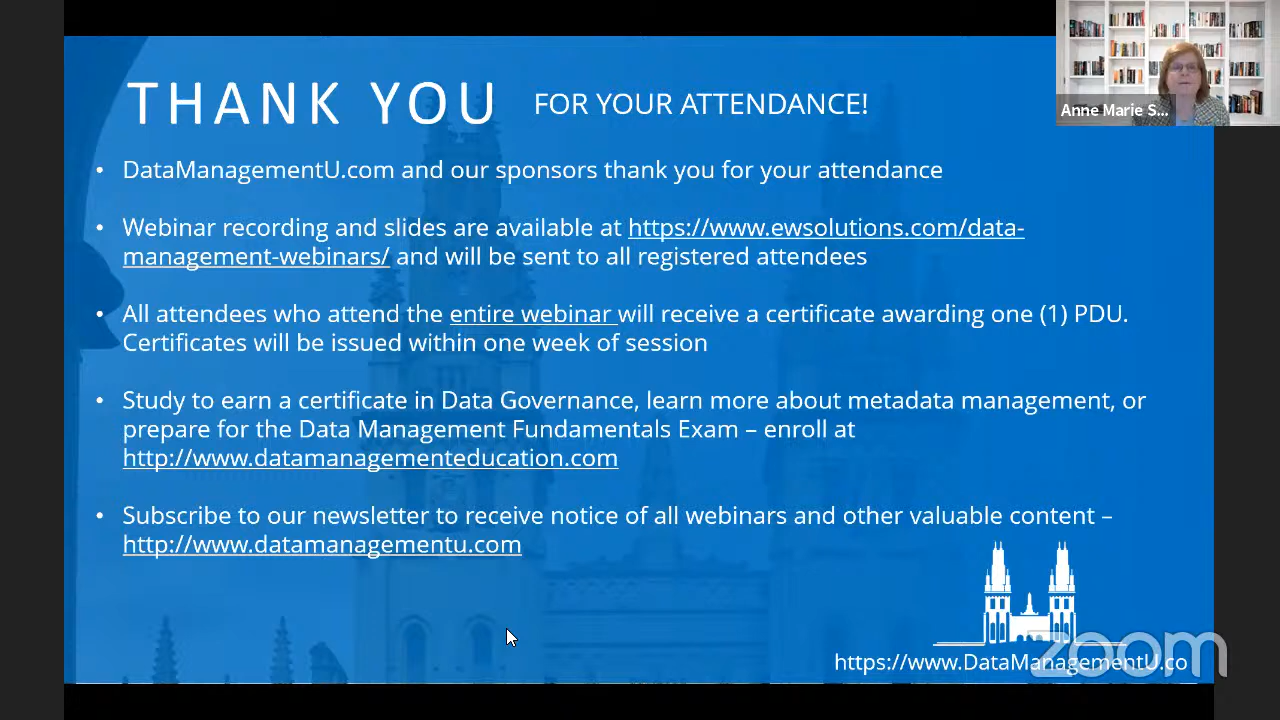 THANK YOU FOR YOUR ATTENDANCE!
Anne Marie S...
• DataManagementU.com and our sponsors thank you for your attendance
• Webinar recording and slides are available at https://www.ewsolutions.com/data-
management-webinars/ and will be sent to all registered attendees
• All attendees who attend the entire webinar will receive a certificate awarding one (1) PDU.
Certificates will be issued within one week of session
• Study to earn a certificate in Data Governance, learn more about metadata management, or
prepare for the Data Management Fundamentals Exam – enroll at
http://www.datamanagementeducation.com
• Subscribe to our newsletter to receive notice of all webinars and other valuable content –
http://www.datamanagementu.com
zoom
https://www.DataManagementU.co